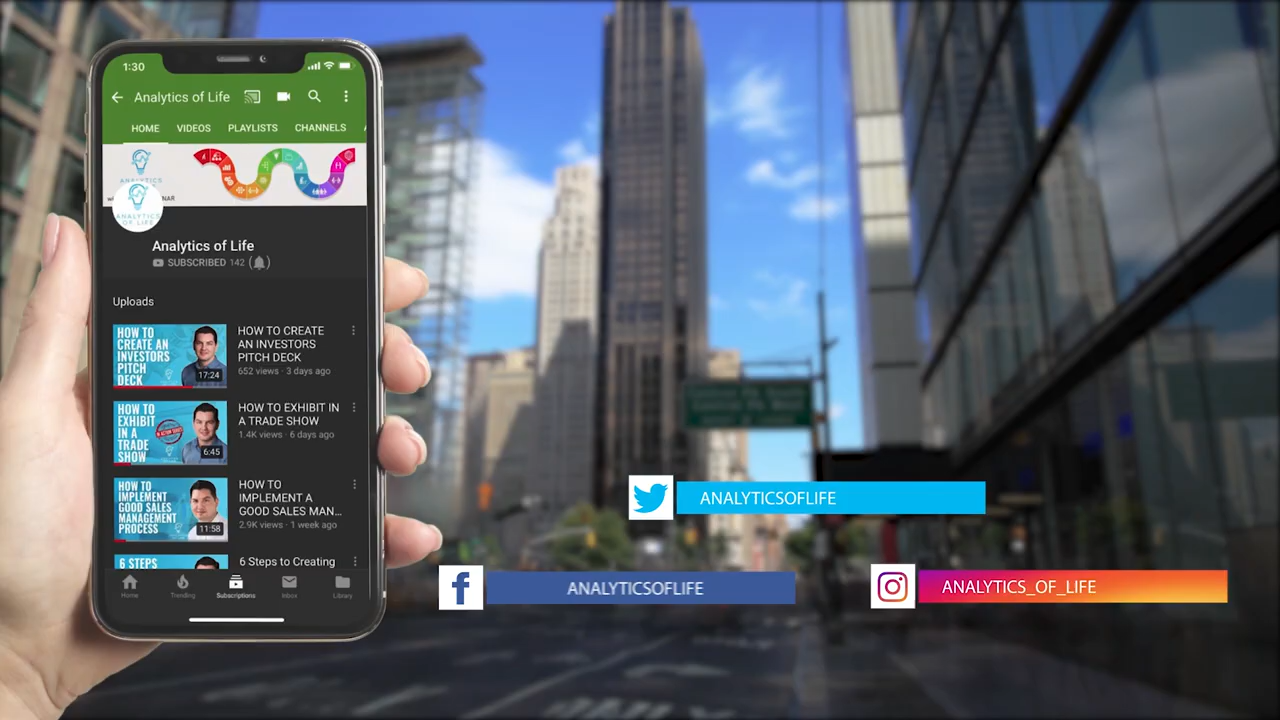 1:30
Analytics of Life
HOME VIDEOS PLAYLISTS CHANNELS
ANALYTICS
ANALYTICS
OF LIFE
Analytics of Life
SUBSCRIBED 142
Uploads
HOW TO
CREATE AN
INVESTORS
PITCH
DECK
17:24
HOW TO CREATE
AN INVESTORS
PITCH DECK
652 views · 3 days ago
HOW TO
EXHIBIT
IN A
TRADE
SHOW
6:45
HOW TO EXHIBIT IN
A TRADE SHOW
1.4K views · 6 days ago
HOW TO
IMPLEMENT
GOOD SALES
MANAGEMENT
PROCESS
11:58
HOW TO
IMPLEMENT A
GOOD SALES MAN...
2.9K views · 1 week ago
6 STEPS
6 Steps to Creating
Home Trending Subscriptions Inbox Library
ANALYTICSOFLIFE
ANALYTICSOFLIFE
ANALYTICS_OF_LIFE